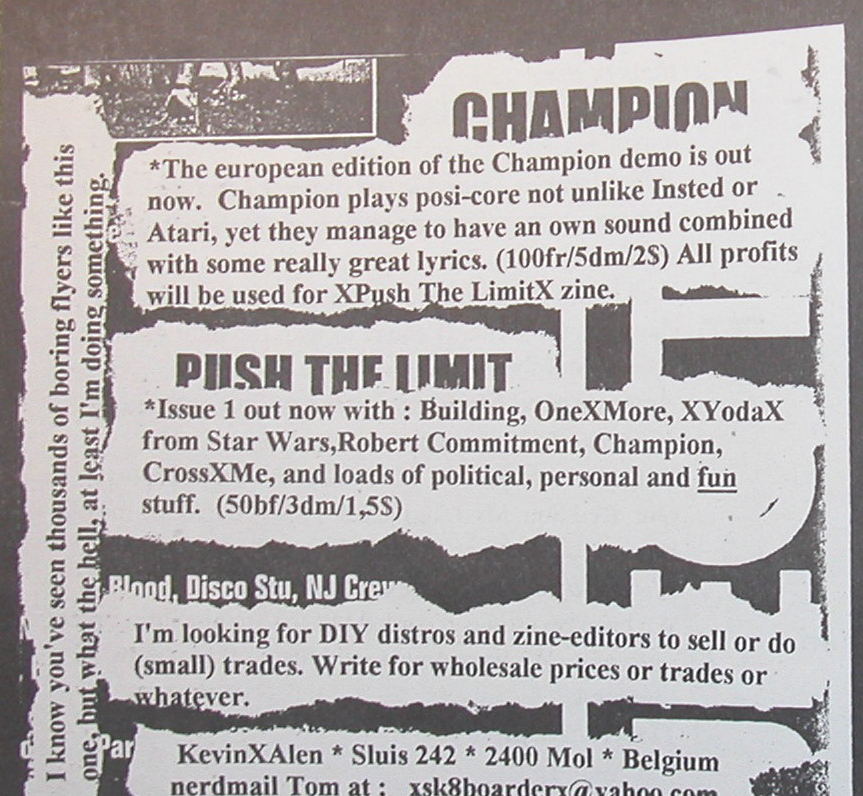 CHAMPION
*The european edition of the Champion demo is out
now. Champion plays posi-core not unlike Insted or
Atari, yet they manage to have an own sound combined
with some really great lyrics. (100fr/5dm/2$) All profits
will be used for XPush The LimitX zine.
PUSH THE LIMIT
*Issue 1 out now with : Building, OneXMore, XYodaX
from Star Wars,Robert Commitment, Champion,
CrossXMe, and loads of political, personal and fun
stuff. (50bf/3dm/1,5$)
Blood, Disco Stu, NJ Crew
I'm looking for DIY distros and zine-editors to sell or do
(small) trades. Write for wholesale prices or trades or
whatever.
Par
KevinXAlen * Sluis 242 * 2400 Mol * Belgium
nerdmail Tom at : xsk8boarderx@yahoo.com
I know you've seen thousands of boring flyers like this
one, but what the hell, at least I'm doing something.